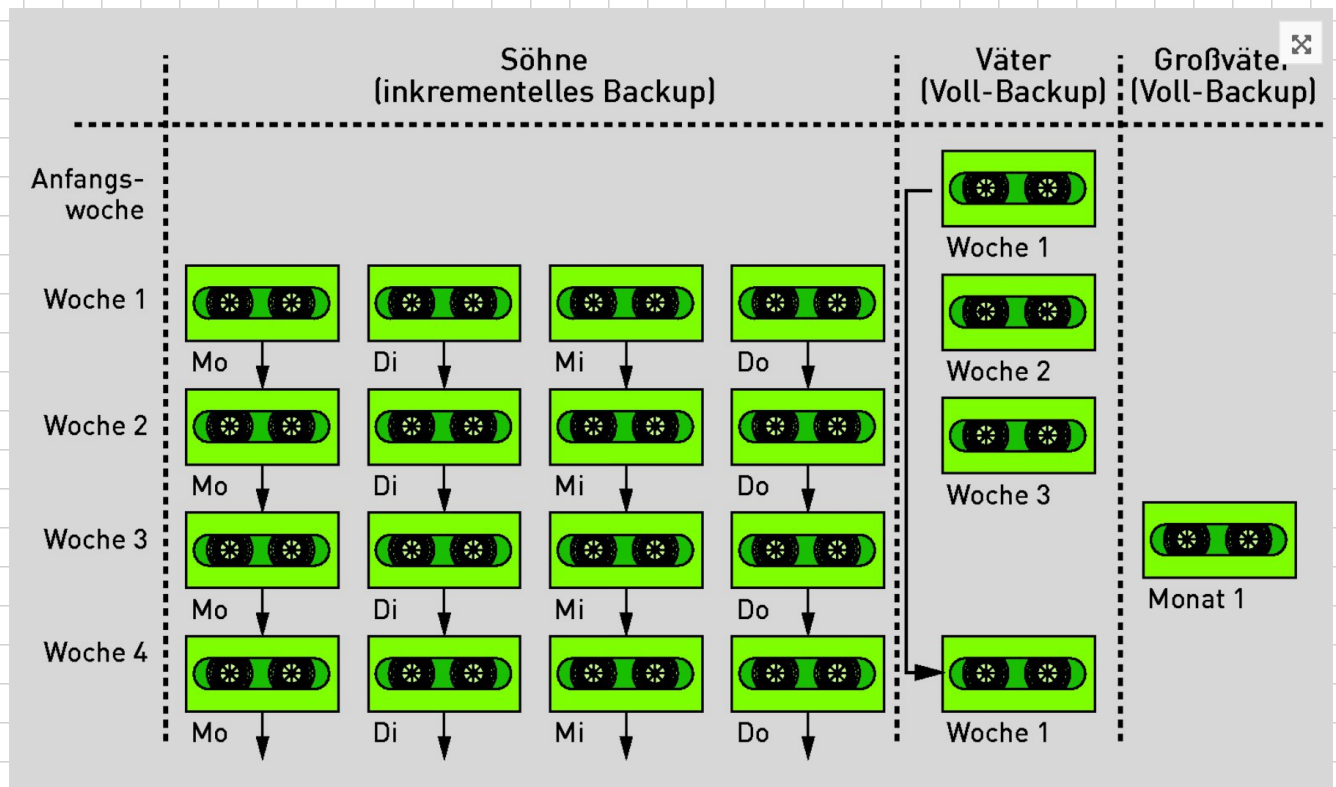 Söhne
(inkrementelles Backup)
Väter
(Voll-Backup)
Großväter
(Voll-Backup)
Anfangs-
woche
Woche 1
Woche 1
Mo Di Mi Do
Woche 2
Woche 2
Mo Di Mi Do
Woche 3
Woche 3
Mo Di Mi Do
Monat 1
Woche 4
Mo Di Mi Do
Woche 1